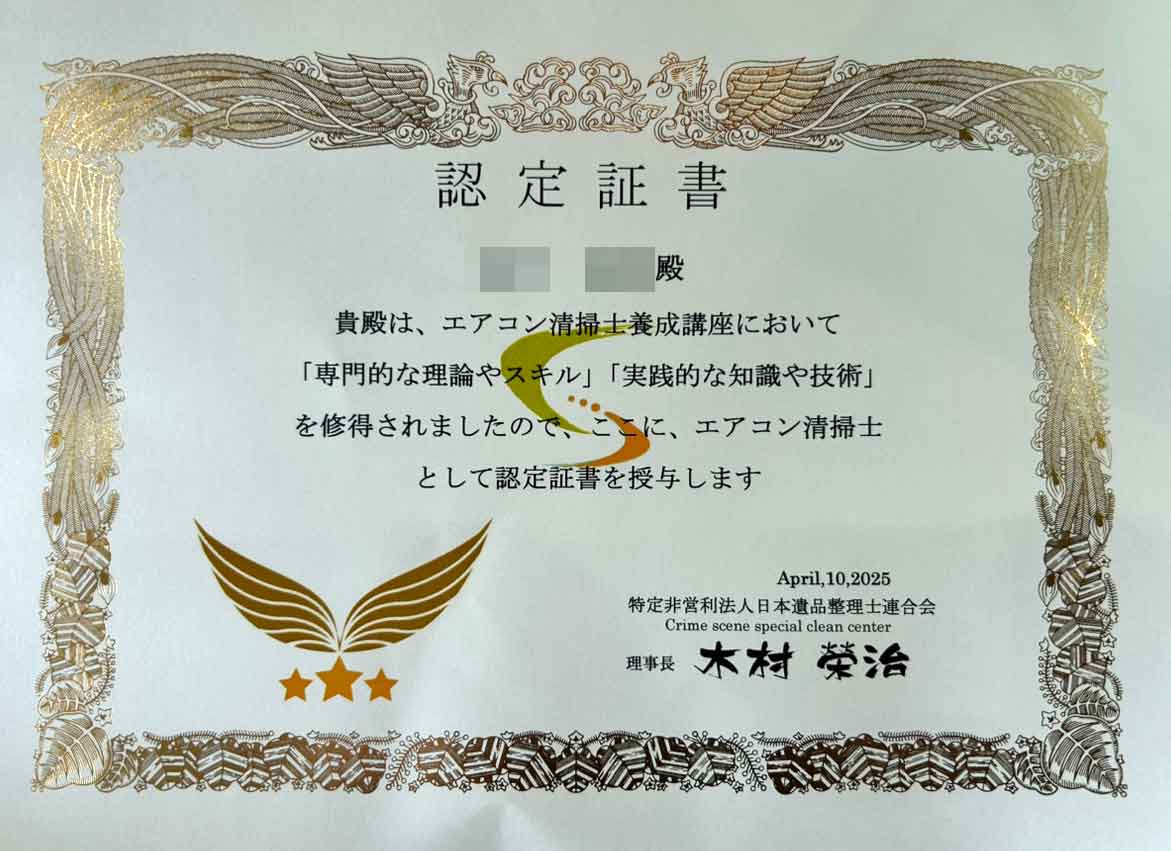 認定証書
殿
貴殿は、エアコン清掃士養成講座において
「専門的な理論やスキル」「実践的な知識や技術」
を修得されましたので、ここに、エアコン清掃士
として認定証書を授与します
April,10,2025
特定非営利法人日本遺品整理士連合会
Crime scene special clean center
理事長 木村 栄治